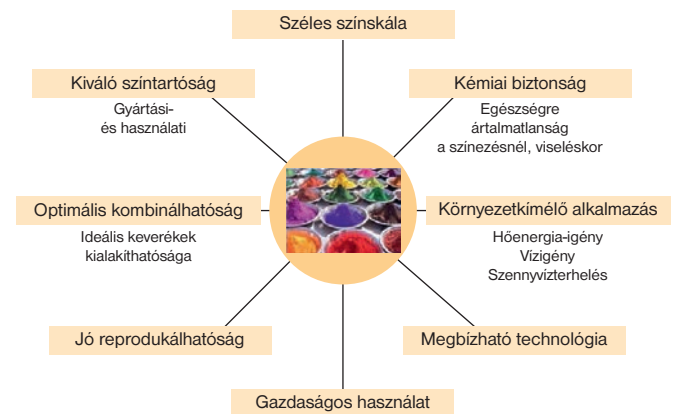 Széles színskála
Kiváló színtartóság
Gyártási-
és használati
Kémiai biztonság
Egészségre
ártalmatlanság
a színezésnél, viseléskor
Optimális kombinálhatóság
Ideális keverékek
kialakíthatósága
Környezetkímélő alkalmazás
Hőenergia-igény
Vízigény
Szennyvízterhelés
Jó reprodukálhatóság
Megbízható technológia
Gazdaságos használat